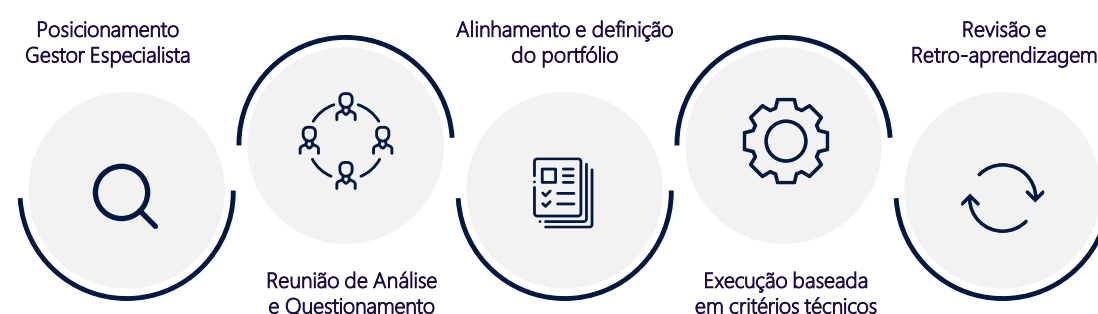 Posicionamento
Gestor Especialista
Reunião de Análise
e Questionamento
Alinhamento e definição
do portfólio
Execução baseada
em critérios técnicos
Revisão e
Retro-aprendizagem